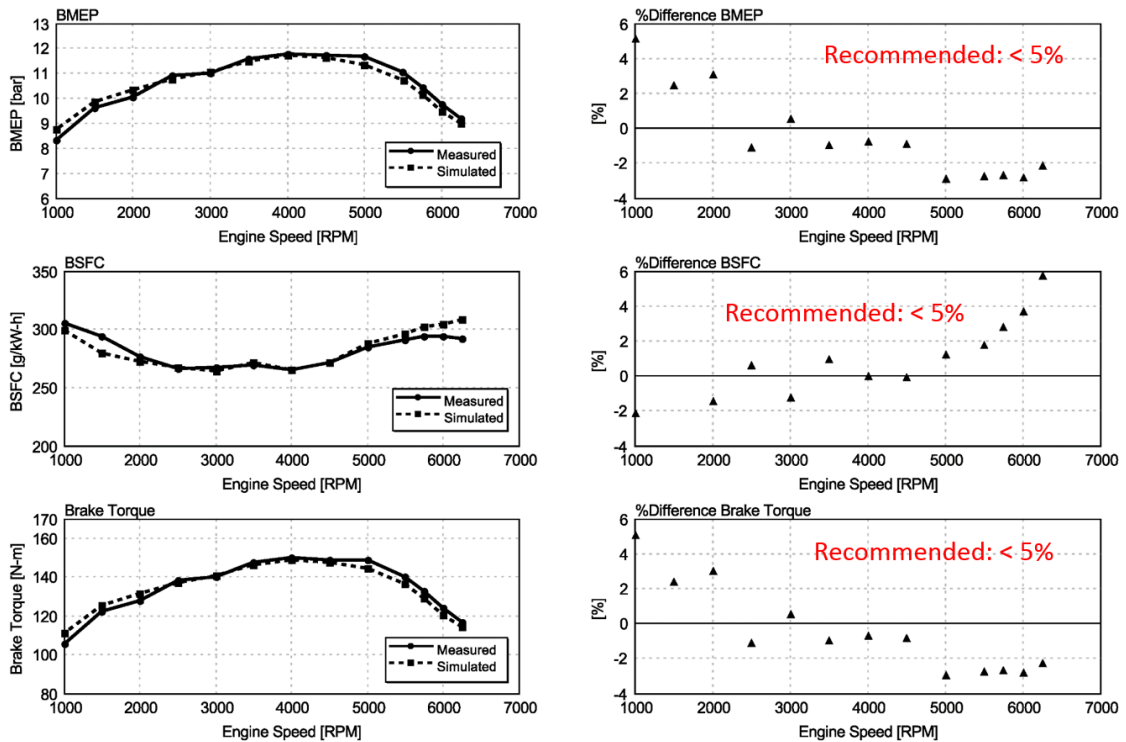 BMEP
13
12
11
10
9
8
7
6
BMEP [bar]
Measured
Simulated
1000 2000 3000 4000 5000 6000 7000
Engine Speed [RPM]
%Difference BMEP
6
4
2
0
-2
-4
[%]
Recommended: < 5%
1000 2000 3000 4000 5000 6000 7000
Engine Speed [RPM]
BSFC
350
300
250
200
BSFC [g/kW-h]
Measured
Simulated
1000 2000 3000 4000 5000 6000 7000
Engine Speed [RPM]
%Difference BSFC
6
4
2
0
-2
-4
[%]
Recommended: < 5%
1000 2000 3000 4000 5000 6000 7000
Engine Speed [RPM]
Brake Torque
170
160
140
120
100
80
Brake Torque [N-m]
Measured
Simulated
1000 2000 3000 4000 5000 6000 7000
Engine Speed [RPM]
%Difference Brake Torque
6
4
2
0
-2
-4
[%]
Recommended: < 5%
1000 2000 3000 4000 5000 6000 7000
Engine Speed [RPM]